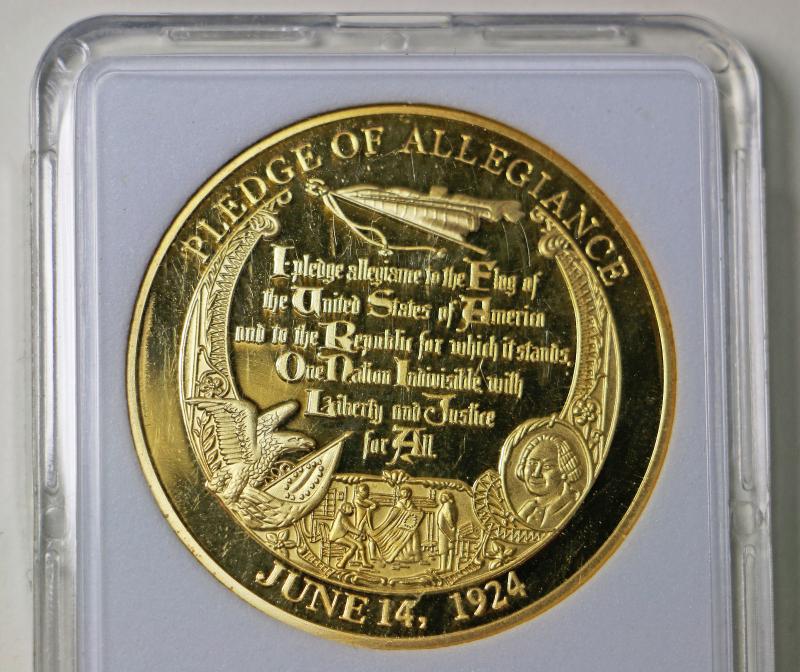 PLEDGE OF ALLEGIANCE
I pledge allegiance to the Flag of
the United States of America
and to the Republic for which it stands,
One Nation Indivisible with
Liberty and Justice
for All.
JUNE 14, 1924